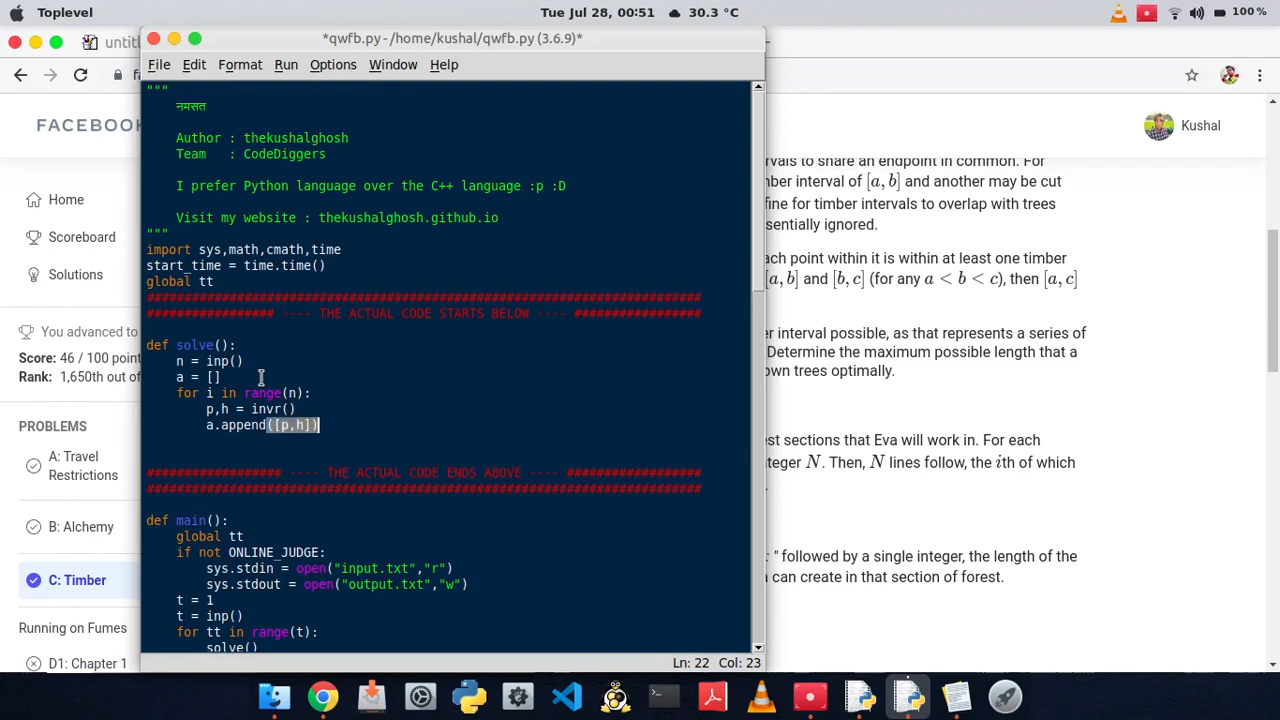 Toplevel
Tue Jul 28, 00:51
30.3 °C
100 %
untitl
*qwfb.py - /home/kushal/qwfb.py (3.6.9)*
File Edit Format Run Options Window Help
fa
FACEBOOK
Kushal
Home
Scoreboard
Solutions
You advanced to
Score: 46 / 100 point
Rank: 1,650th out of
PROBLEMS
A: Travel
Restrictions
B: Alchemy
C: Timber
Running on Fumes
D1: Chapter 1
"""
नमसत
Author : thekushalghosh
Team : CodeDiggers
I prefer Python language over the C++ language :p :D
Visit my website : thekushalghosh.github.io
"""
import sys,math,cmath,time
start_time = time.time()
global tt
##########################################################################
################# ---- THE ACTUAL CODE STARTS BELOW ---- #################
def solve():
n = inp()
a = []
for i in range(n):
p,h = invr()
a.append([p,h])
################## ---- THE ACTUAL CODE ENDS ABOVE ---- ##################
##########################################################################
def main():
global tt
if not ONLINE_JUDGE:
sys.stdin = open("input.txt","r")
sys.stdout = open("output.txt","w")
t = 1
t = inp()
for tt in range(t):
solve()
Ln: 22 Col: 23
rvals to share an endpoint in common. For
mber interval of [a, b] and another may be cut
fine for timber intervals to overlap with trees
sentially ignored.
ach point within it is within at least one timber
[a, b] and [b, c] (for any a < b < c), then [a, c]
er interval possible, as that represents a series of
Determine the maximum possible length that a
own trees optimally.
est sections that Eva will work in. For each
nteger N. Then, N lines follow, the ith of which
.
: " followed by a single integer, the length of the
a can create in that section of forest.